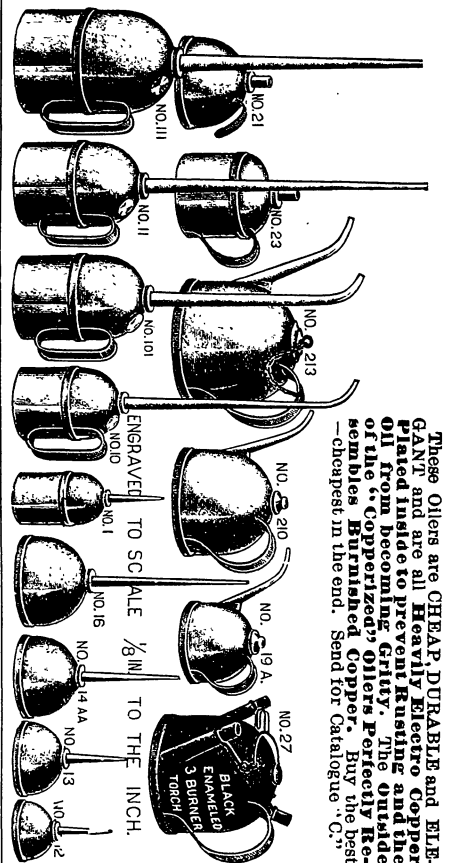 These Oilers are CHEAP, DURABLE and ELE-
GANT and are all Heavily Electro Copper
Plated inside to prevent Rusting and the
Oil from becoming Gritty. The Outside
of the "Copperized" Oilers Perfectly Re-
sembles Burnished Copper. Buy the best
—cheapest in the end. Send for Catalogue "C."
NO.21
NO.23
NO. 213
NO. 210
NO. 19 A
NO.27
BLACK
ENAMELED
3 BURNER
TORCH
ENGRAVED TO SCALE 1/8 IN TO THE INCH.
NO.111
NO.11
NO.101
NO.10
NO.1
NO.16
NO.14 AA
NO.13
NO.12